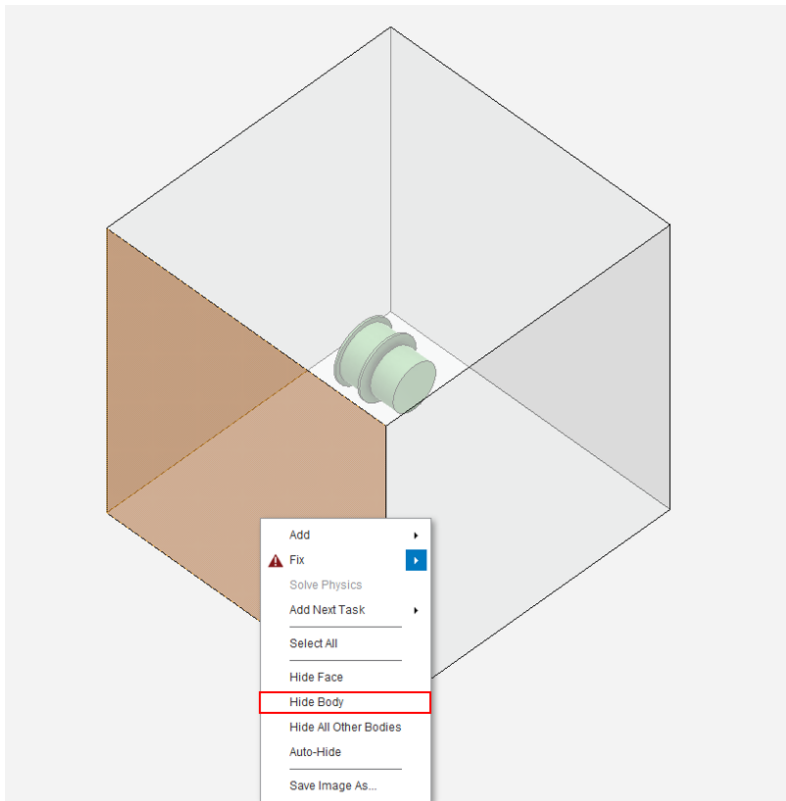 Add
Fix
Solve Physics
Add Next Task
Select All
Hide Face
Hide Body
Hide All Other Bodies
Auto-Hide
Save Image As...